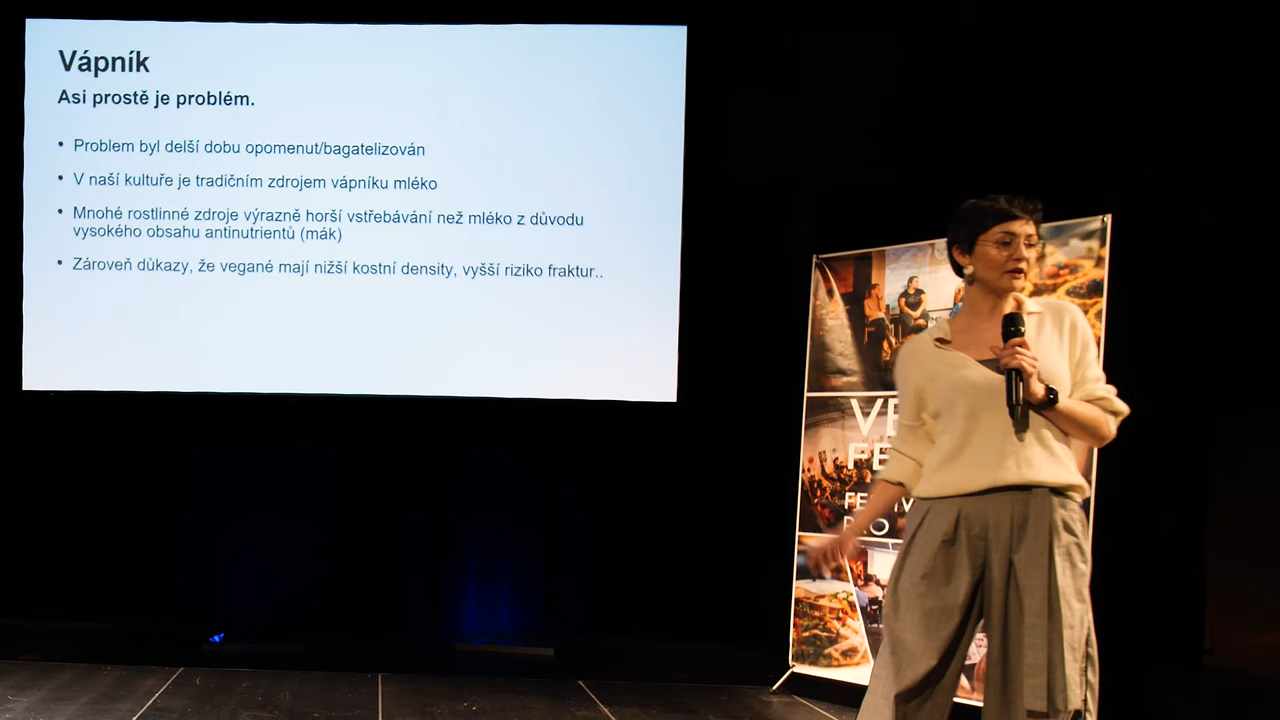 Vápník
Asi prostě je problém.
• Problem byl delší dobu opomenut/bagatelizován
• V naší kultuře je tradičním zdrojem vápníku mléko
• Mnohé rostlinné zdroje výrazně horší vstřebávání než mléko z důvodu
vysokého obsahu antinutrientů (mák)
• Zároveň důkazy, že vegané mají nižší kostní density, vyšší riziko fraktur..